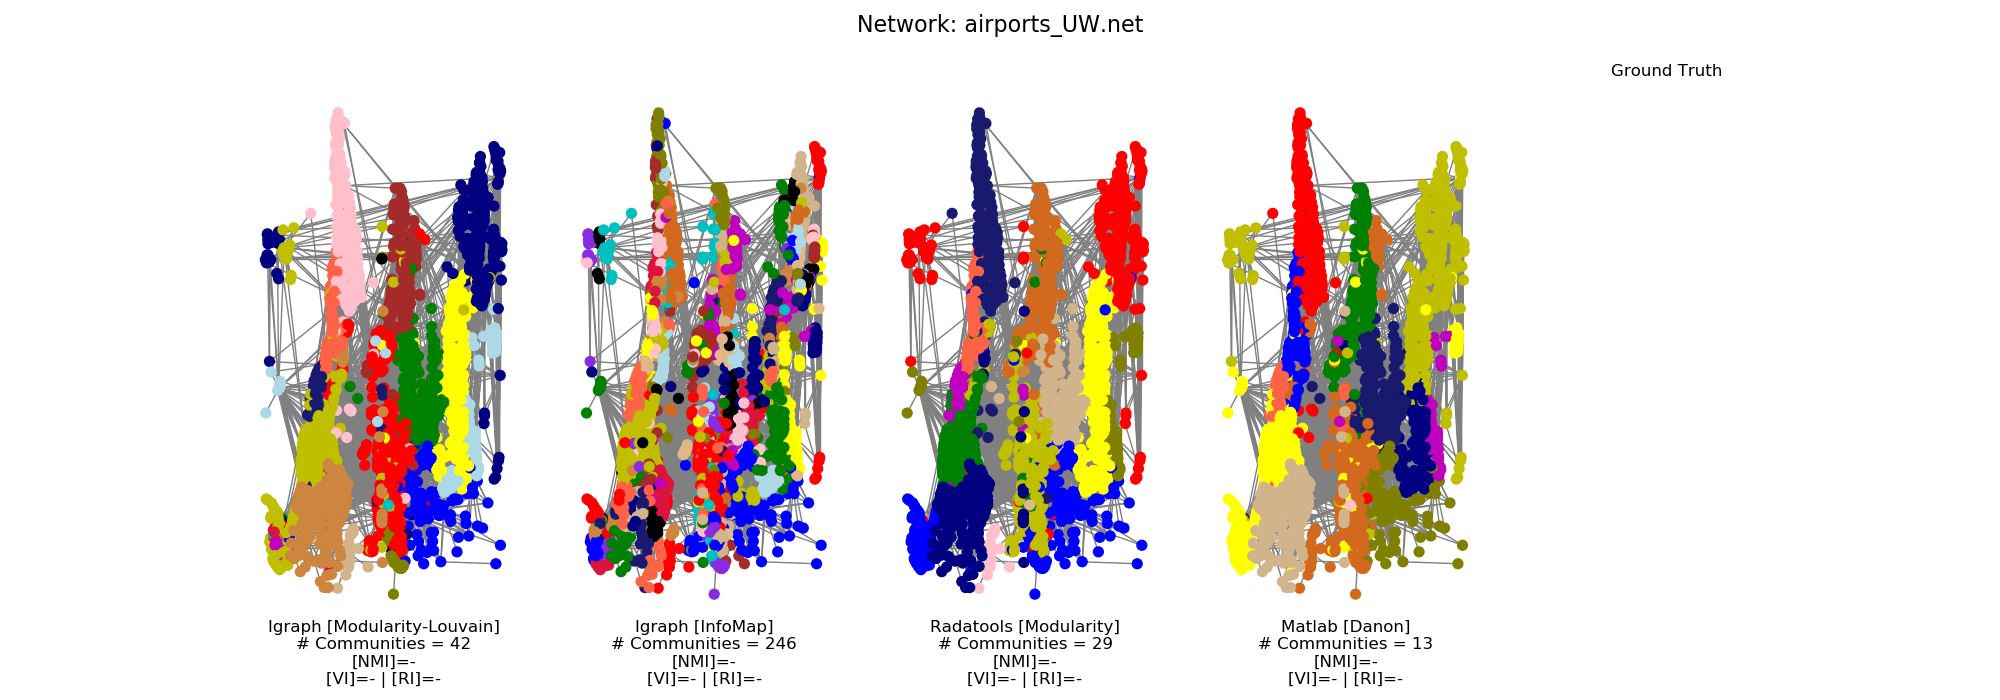 Network: airports_UW.net
Ground Truth
Igraph [Modularity-Louvain]
# Communities = 42
[NMI]=-
[VI]=- | [RI]=-
Igraph [InfoMap]
# Communities = 246
[NMI]=-
[VI]=- | [RI]=-
Radatools [Modularity]
# Communities = 29
[NMI]=-
[VI]=- | [RI]=-
Matlab [Danon]
# Communities = 13
[NMI]=-
[VI]=- | [RI]=-